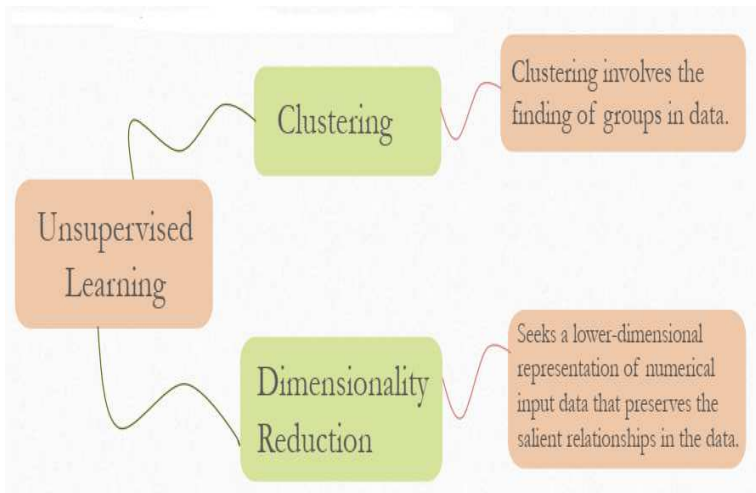 Unsupervised
Learning
Clustering
Clustering involves the
finding of groups in data.
Dimensionality
Reduction
Seeks a lower-dimensional
representation of numerical
input data that preserves the
salient relationships in the data.